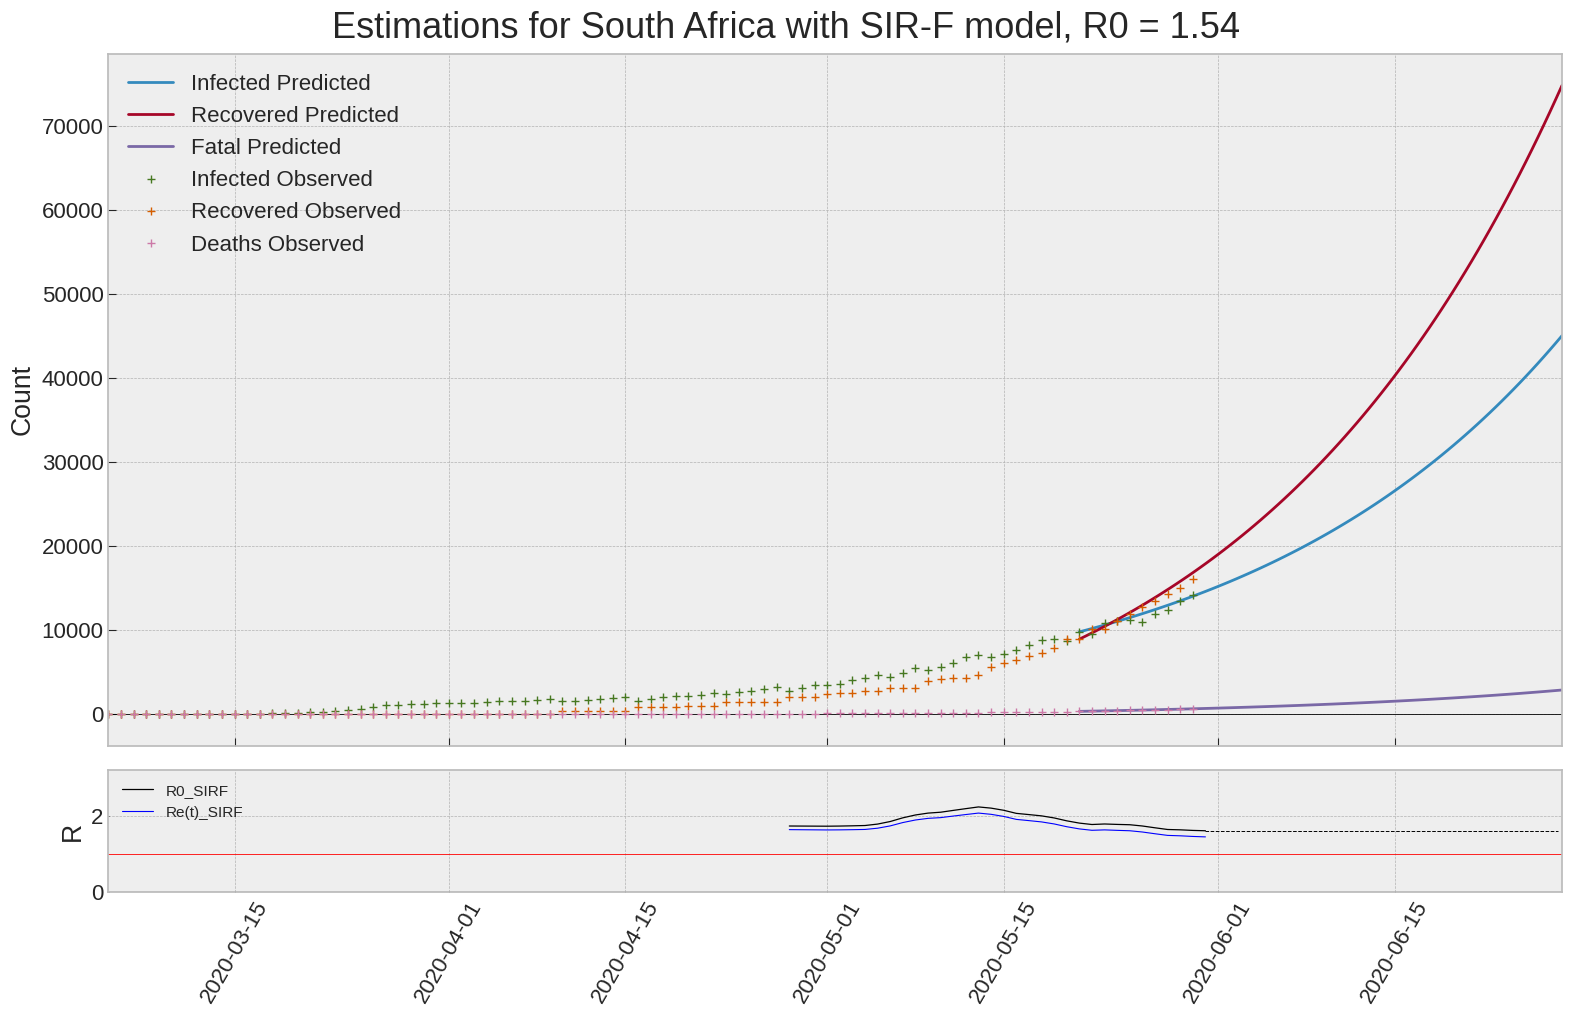 Estimations for South Africa with SIR-F model, R0 = 1.54
Infected Predicted
Recovered Predicted
Fatal Predicted
Infected Observed
Recovered Observed
Deaths Observed
70000
60000
50000
40000
30000
20000
10000
0
Count
R0_SIRF
Re(t)_SIRF
2
0
R
2020-03-15
2020-04-01
2020-04-15
2020-05-01
2020-05-15
2020-06-01
2020-06-15